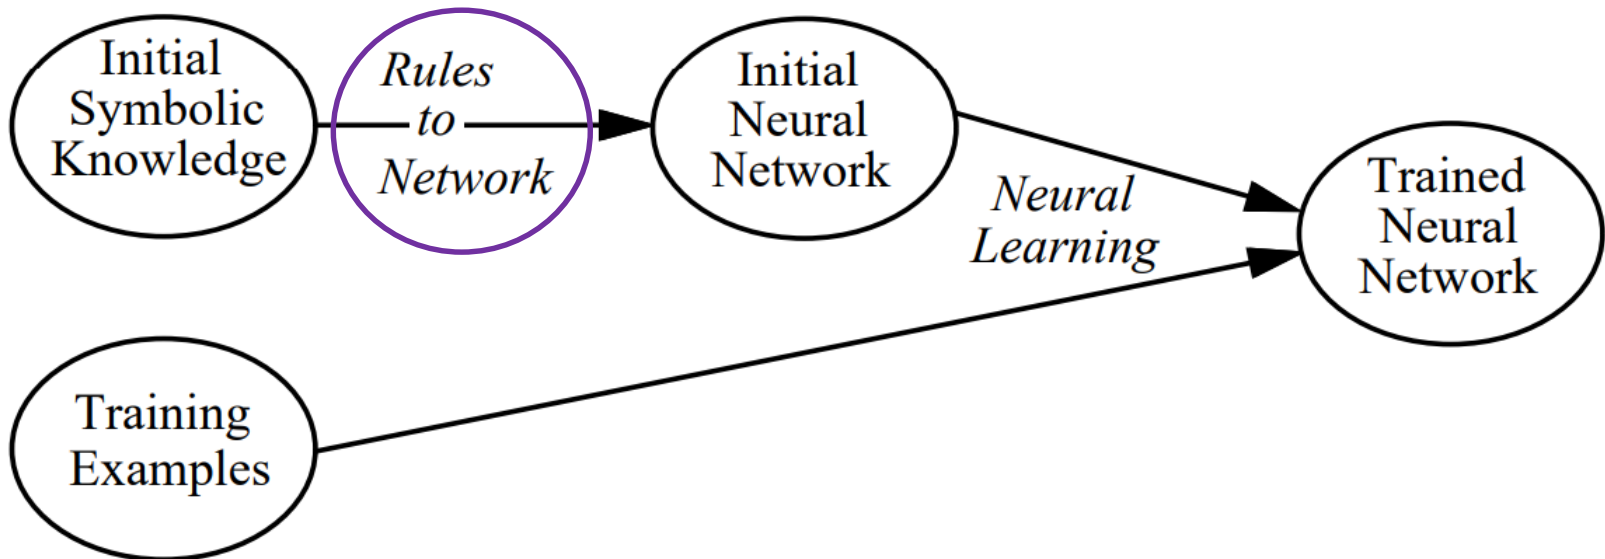 Initial
Symbolic
Knowledge
Rules
to
Network
Initial
Neural
Network
Neural
Learning
Trained
Neural
Network
Training
Examples